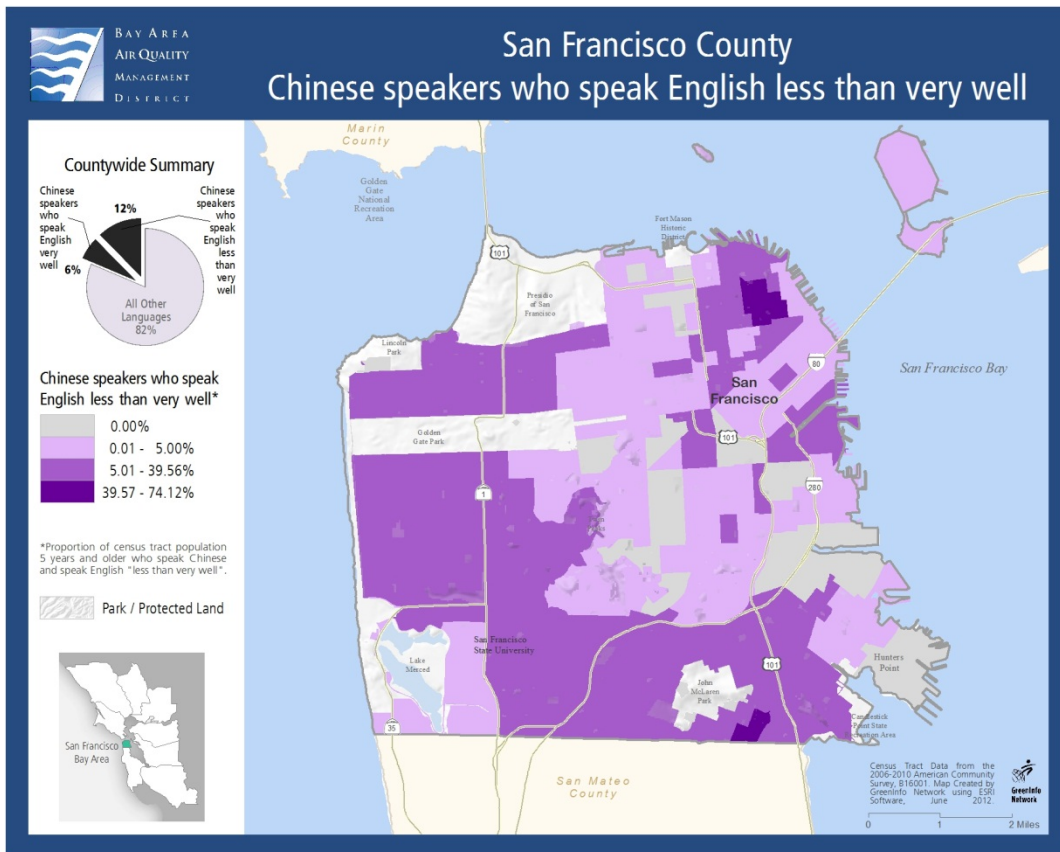 BAY AREA
AIR QUALITY
MANAGEMENT
DISTRICT
San Francisco County
Chinese speakers who speak English less than very well
Countywide Summary
Chinese
speakers
who
speak
English
very
well
6%
12%
Chinese
speakers
who
speak
English
less
than
very
well
All Other
Languages
82%
Chinese speakers who speak
English less than very well*
0.00%
0.01 - 5.00%
5.01 - 39.56%
39.57 - 74.12%
*Proportion of census tract population
5 years and older who speak Chinese
and speak English "less than very well".
Park / Protected Land
San Francisco
Bay Area
Marin
County
Golden
Gate
National
Recreation
Area
Fort Mason
Historic
District
101
Presidio
of San
Francisco
Lincoln
Park
80
San Francisco Bay
San
Francisco
Golden
Gate Park
101
1
280
San Francisco
State University
Lake
Merced
101
Hunters
Point
John
McLaren
Park
35
Candlestick
Point State
Recreation Area
San Mateo
County
Census Tract Data from the
2006-2010 American Community
Survey, B16001. Map Created by
GreenInfo Network using ESRI
Software, June 2012.
GreenInfo
Network
0 1 2 Miles